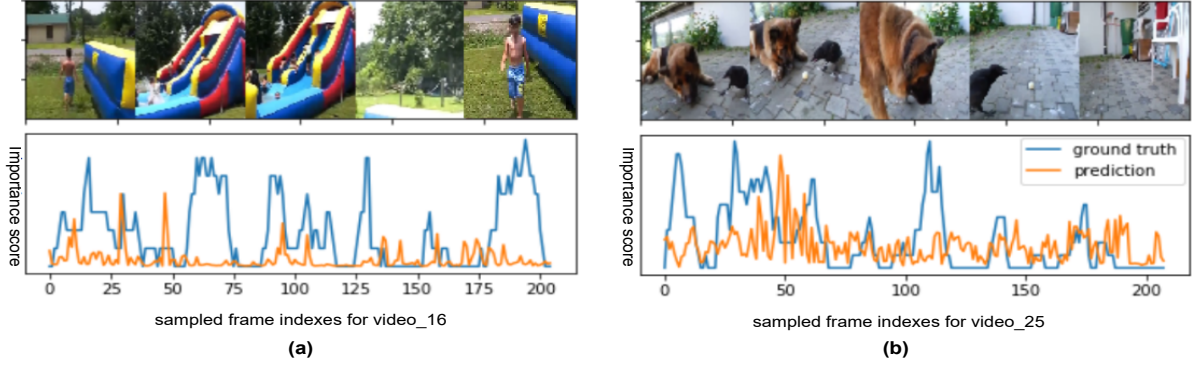 Importance score
0 25 50 75 100 125 150 175 200
sampled frame indexes for video_16
(a)
Importance score
ground truth
prediction
0 50 100 150 200
sampled frame indexes for video_25
(b)